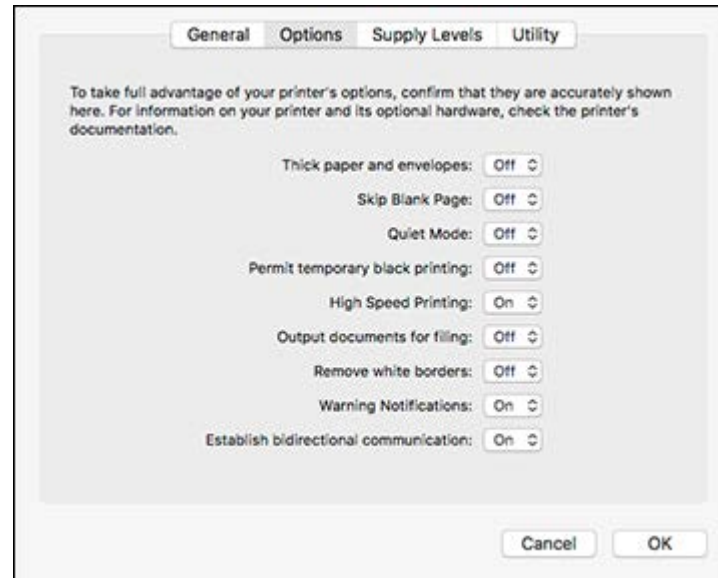 General Options Supply Levels Utility
To take full advantage of your printer's options, confirm that they are accurately shown
here. For information on your printer and its optional hardware, check the printer's
documentation.
Thick paper and envelopes: Off
Skip Blank Page: Off
Quiet Mode: Off
Permit temporary black printing: Off
High Speed Printing: On
Output documents for filing: Off
Remove white borders: Off
Warning Notifications: On
Establish bidirectional communication: On
Cancel OK